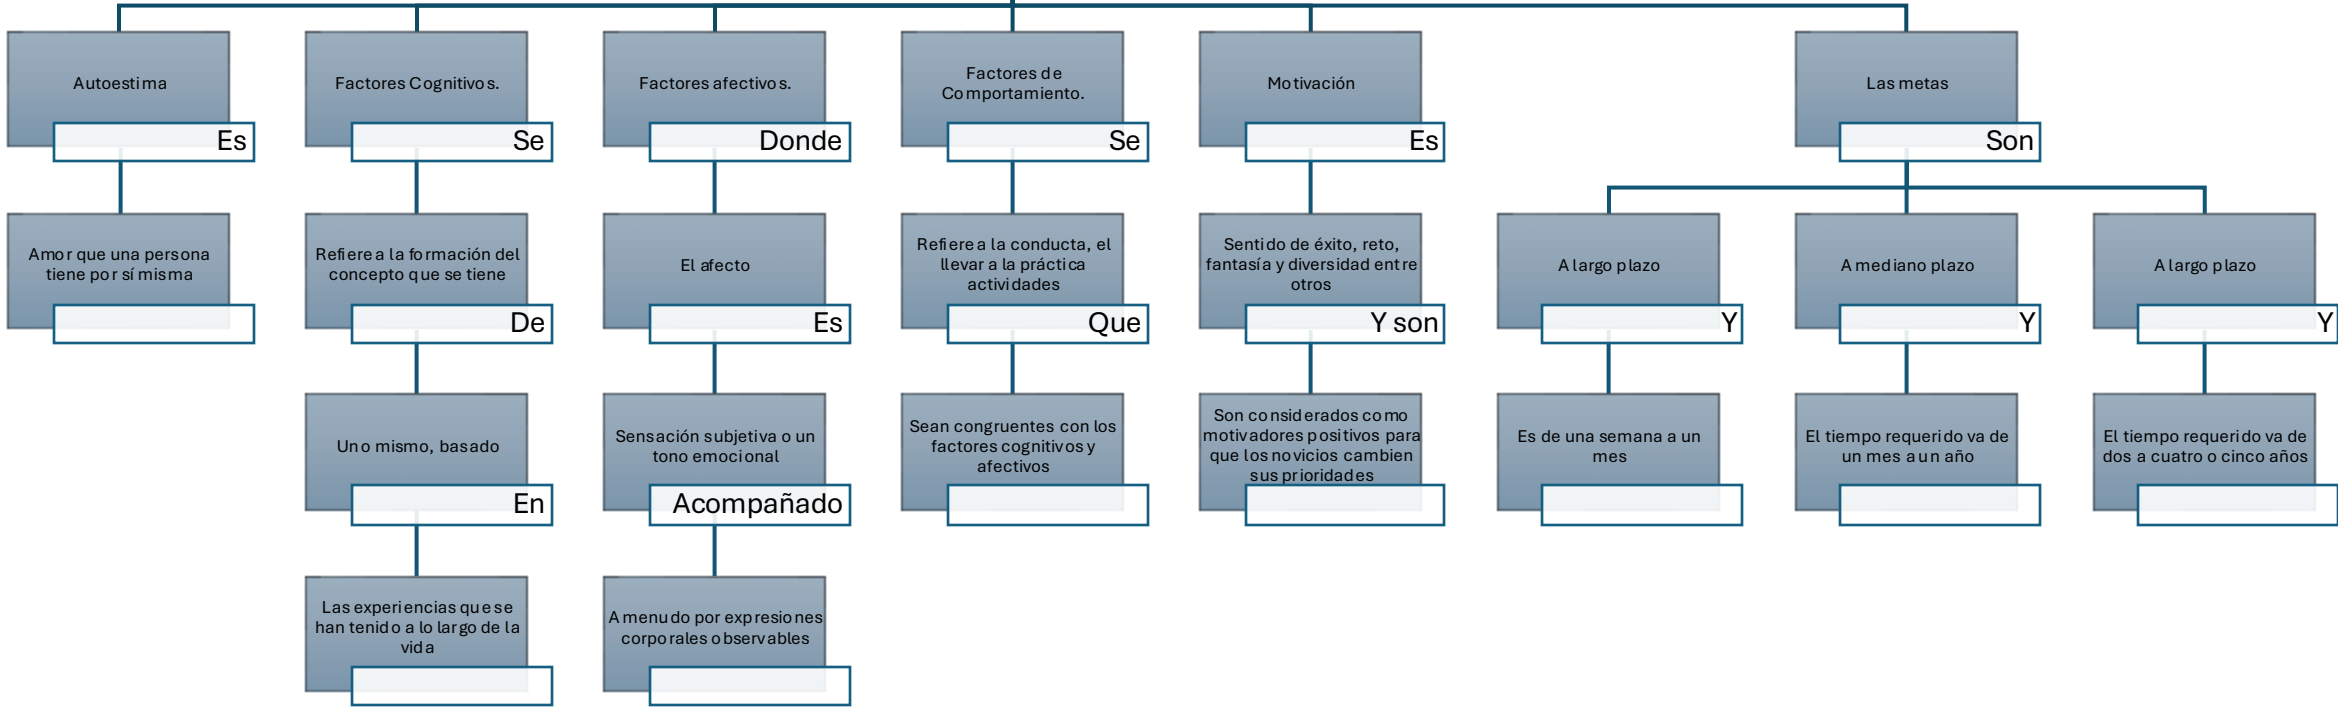 Autoestima
Es
Amor que una persona
tiene por sí misma
Factores Cognitivos.
Se
Refiere a la formación del
concepto que se tiene
De
Uno mismo, basado
En
Las experiencias que se
han tenido a lo largo de la
vida
Factores afectivos.
Donde
El afecto
Es
Sensación subjetiva o un
tono emocional
Acompañado
A menudo por expresiones
corporales observables
Factores de
Comportamiento.
Se
Refiere a la conducta, el
llevar a la práctica
actividades
Que
Sean congruentes con los
factores cognitivos y
afectivos
Motivación
Es
Sentido de éxito, reto,
fantasía y diversidad entre
otros
Y son
Son considerados como
motivadores positivos para
que los novicios cambien
sus prioridades
Las metas
Son
A largo plazo
Y
Es de una semana a un
mes
A mediano plazo
Y
El tiempo requerido va de
un mes a un año
A largo plazo
Y
El tiempo requerido va de
dos a cuatro o cinco años